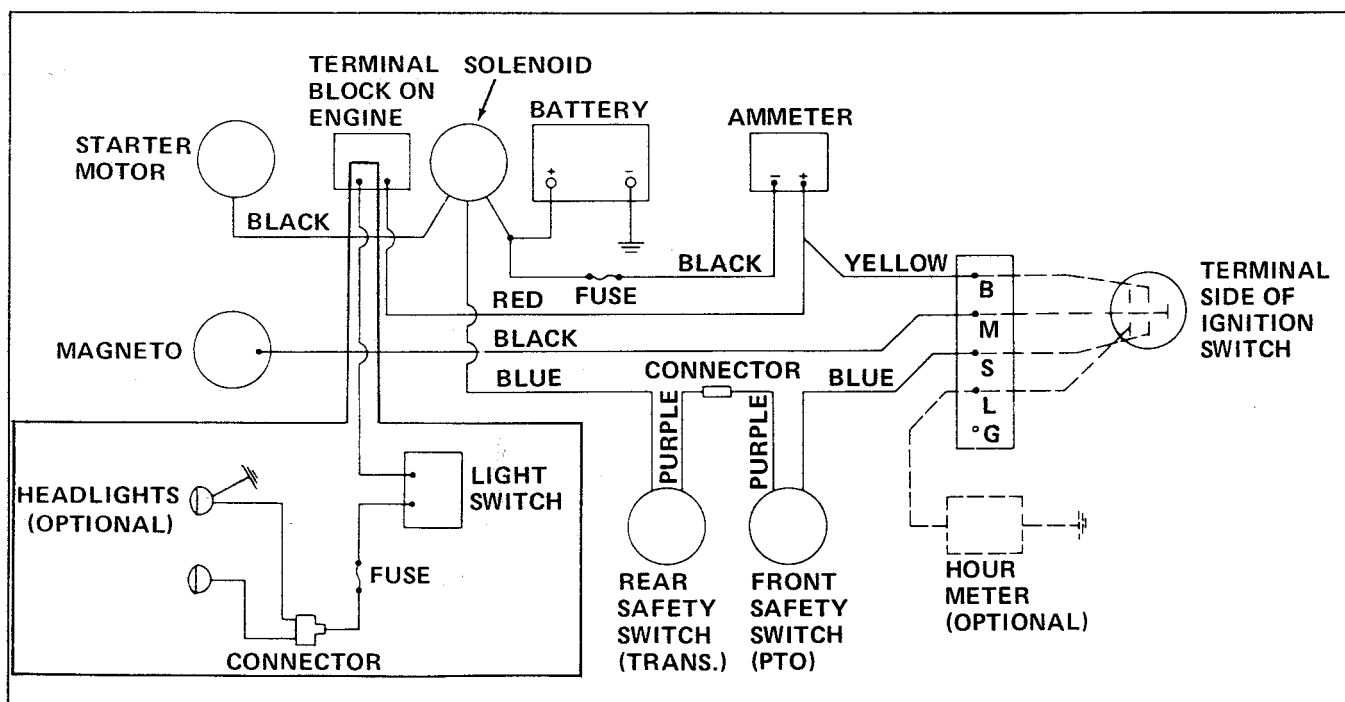 TERMINAL
BLOCK ON
ENGINE
SOLENOID
BATTERY
AMMETER
STARTER
MOTOR
+
-
-
+
BLACK
BLACK
YELLOW
FUSE
RED
B
M
S
L
°G
TERMINAL
SIDE OF
IGNITION
SWITCH
MAGNETO
BLACK
BLUE
CONNECTOR
BLUE
PURPLE
PURPLE
HEADLIGHTS
(OPTIONAL)
LIGHT
SWITCH
FUSE
CONNECTOR
REAR
SAFETY
SWITCH
(TRANS.)
FRONT
SAFETY
SWITCH
(PTO)
HOUR
METER
(OPTIONAL)